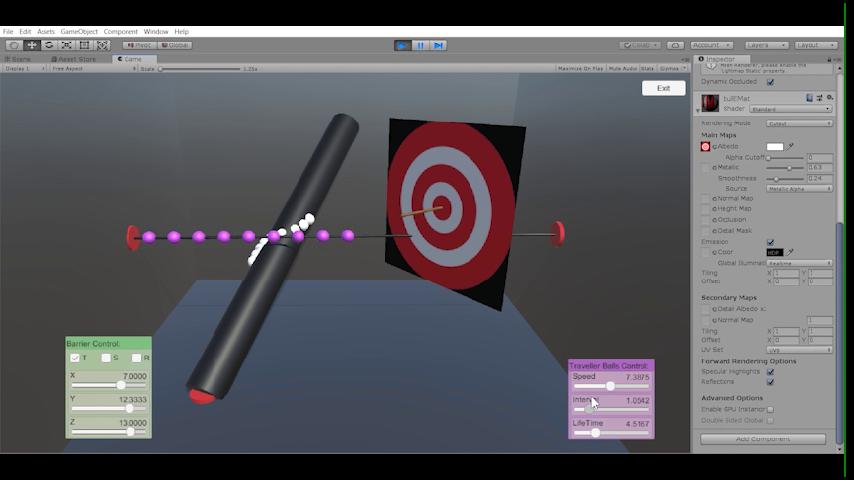 File Edit Assets GameObject Component Window Help
Pivot Global Collab Account Layers Layout
Scene Asset Store Game Inspector
Display 1 Free Aspect Scale 1.25x Maximize On Play Mute Audio Stats Gizmos
Lightmap Static property.
Dynamic Occluded
Exit
Shader Standard
Rendering Mode Cutout
Main Maps
Albedo
Alpha Cutoff 0
Metallic 0.63
Smoothness 0.24
Source Metallic Alpha
Normal Map
Height Map
Occlusion
Detail Mask
Emission
Color HDR
Global Illuminat Realtime
Tiling X 1 Y 1
Offset X 0 Y 0
Secondary Maps
Detail Albedo x
Normal Map 1
Tiling X 1 Y 1
Offset X 0 Y 0
UV Set UV0
Forward Rendering Options
Specular Highlights
Reflections
Advanced Options
Enable GPU Instancin
Double Sided Global
Add Component
Barrier Control:
T S R
X 7.0000
Y 12.3333
Z 13.0000
Traveller Balls Control:
Speed 7.3875
Interval 1.0542
LifeTime 4.5167